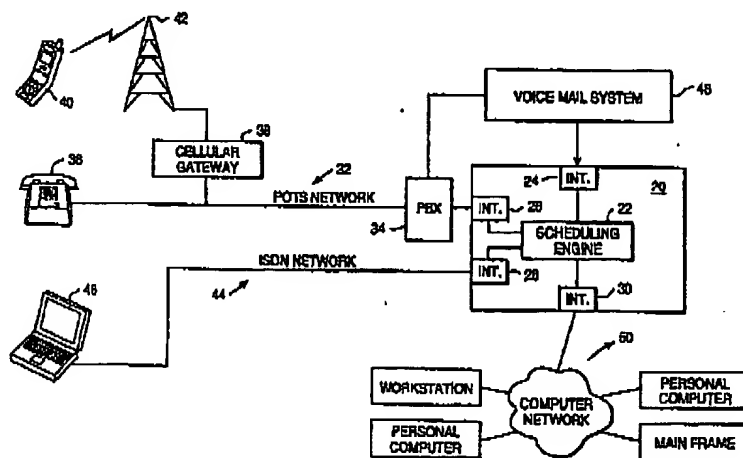 42
40
VOICE MAIL SYSTEM
48
38
CELLULAR
GATEWAY
36
32
POTS NETWORK
PBX
34
24
INT.
20
INT.
28
22
SCHEDULING
ENGINE
ISDN NETWORK
44
INT.
26
INT.
30
46
50
WORKSTATION
PERSONAL
COMPUTER
COMPUTER
NETWORK
PERSONAL
COMPUTER
MAIN FRAME